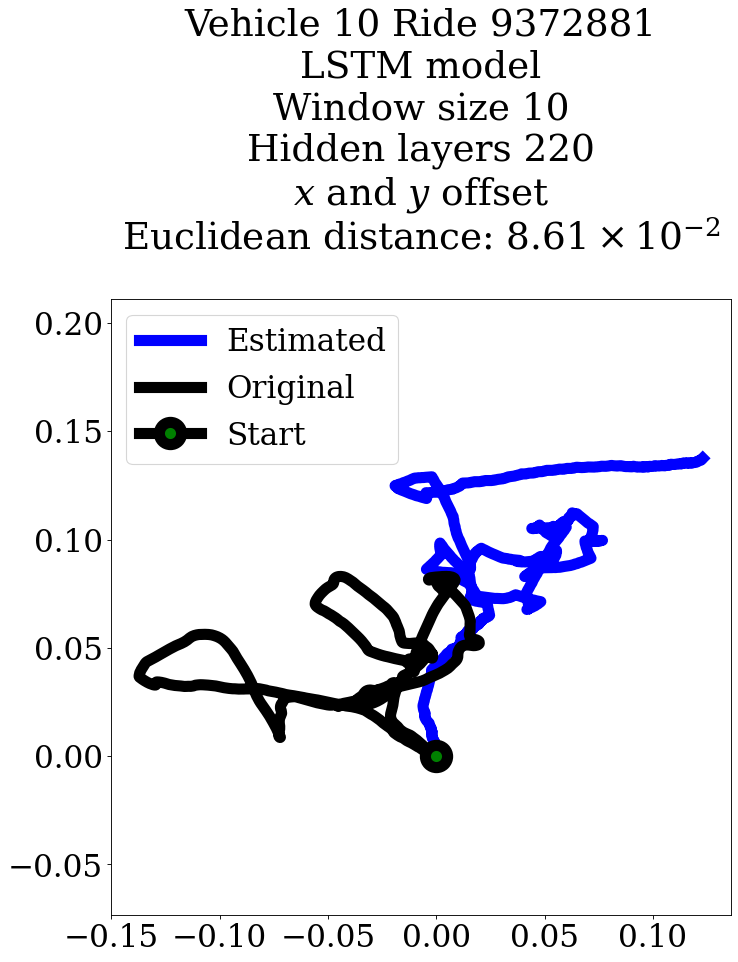 Vehicle 10 Ride 9372881
LSTM model
Window size 10
Hidden layers 220
x and y offset
Euclidean distance: 8.61 × 10⁻²
Estimated
Original
Start
0.20
0.15
0.10
0.05
0.00
−0.05
−0.15 −0.10 −0.05 0.00 0.05 0.10